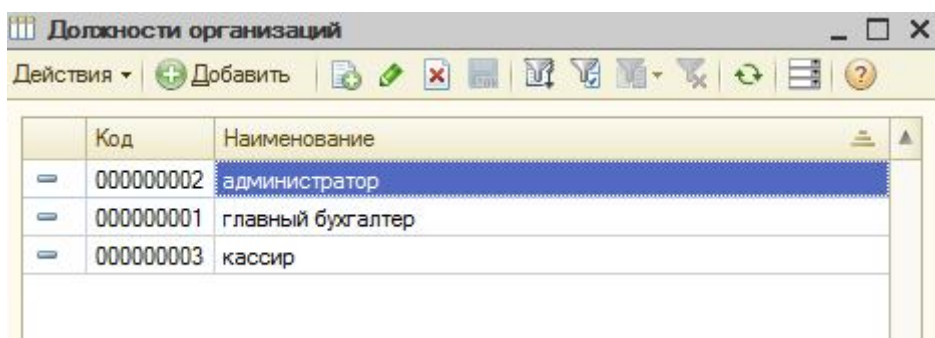 Должности организаций
Действия Добавить
Код Наименование
000000002 администратор
000000001 главный бухгалтер
000000003 кассир